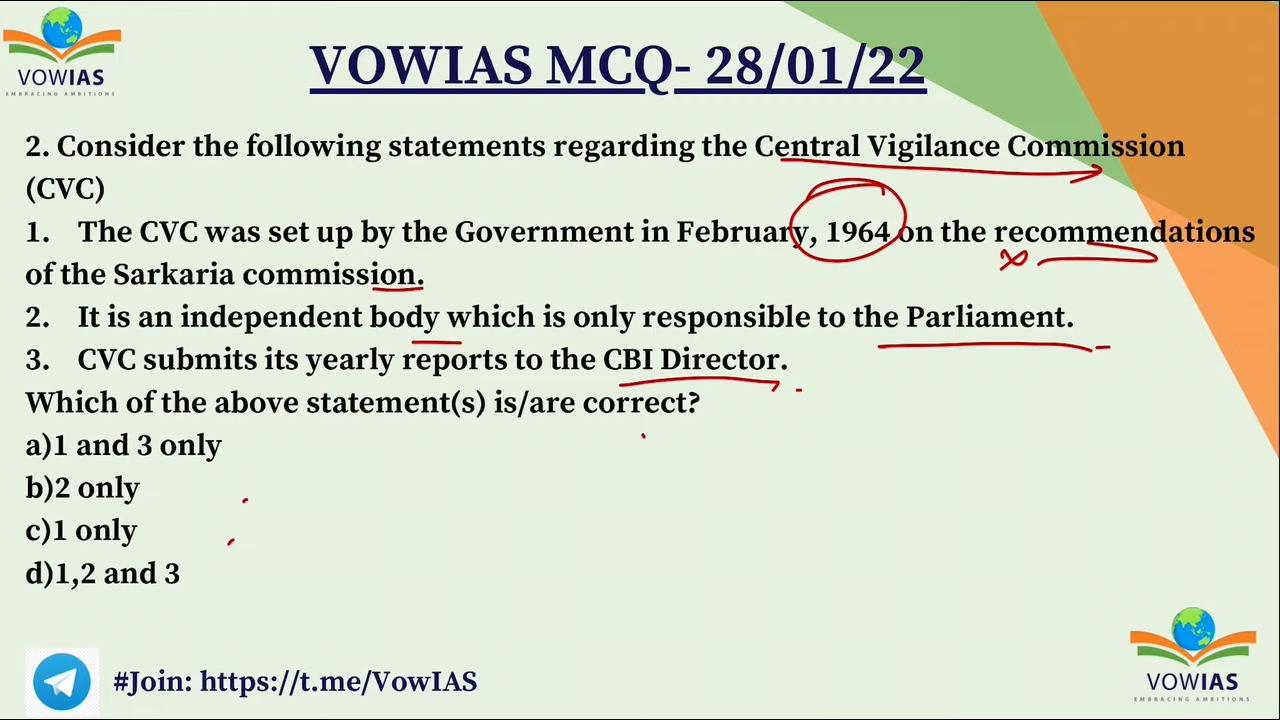 VOWIAS
EMBRACING AMBITIONS
VOWIAS MCQ- 28/01/22
2. Consider the following statements regarding the Central Vigilance Commission
(CVC)
1. The CVC was set up by the Government in February, 1964 on the recommendations
of the Sarkaria commission.
2. It is an independent body which is only responsible to the Parliament.
3. CVC submits its yearly reports to the CBI Director.
Which of the above statement(s) is/are correct?
a)1 and 3 only
b)2 only
c)1 only
d)1,2 and 3
#Join: https://t.me/VowIAS
VOWIAS
EMBRACING AMBITIONS